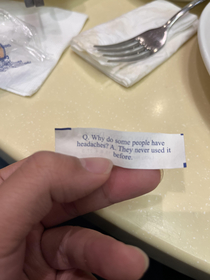 Q. Why do some people have
headaches? A. They never used it
before.